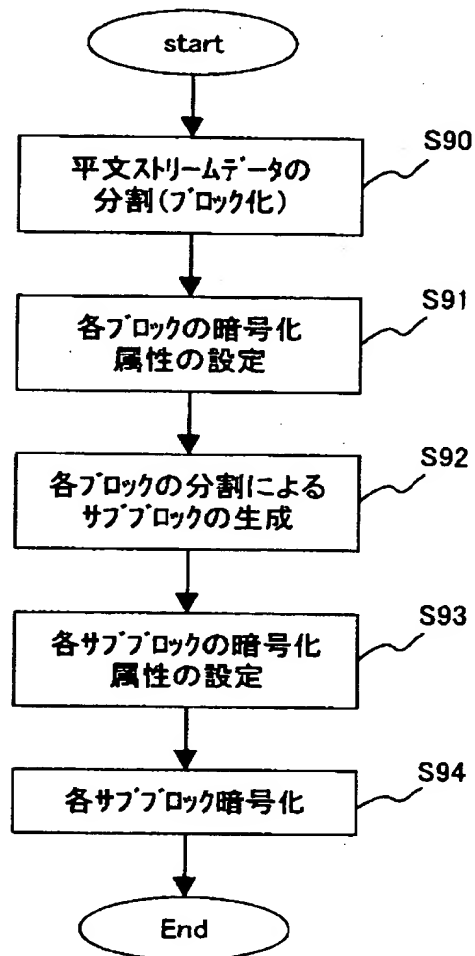 start
S90
平文ストリームデータの
分割(ブロック化)
S91
各ブロックの暗号化
属性の設定
S92
各ブロックの分割による
サブブロックの生成
S93
各サブブロックの暗号化
属性の設定
S94
各サブブロック暗号化
End